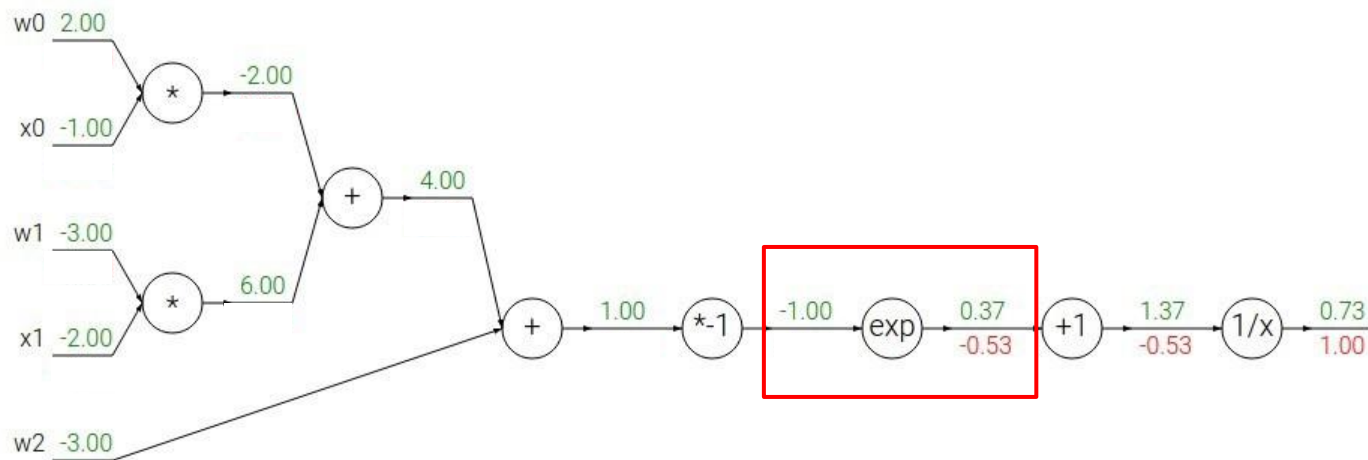 w0 2.00
* -2.00
x0 -1.00
+ 4.00
w1 -3.00
* 6.00
x1 -2.00
+ 1.00 *-1 -1.00 exp 0.37 +1 1.37 1/x 0.73
-0.53 -0.53 1.00
w2 -3.00